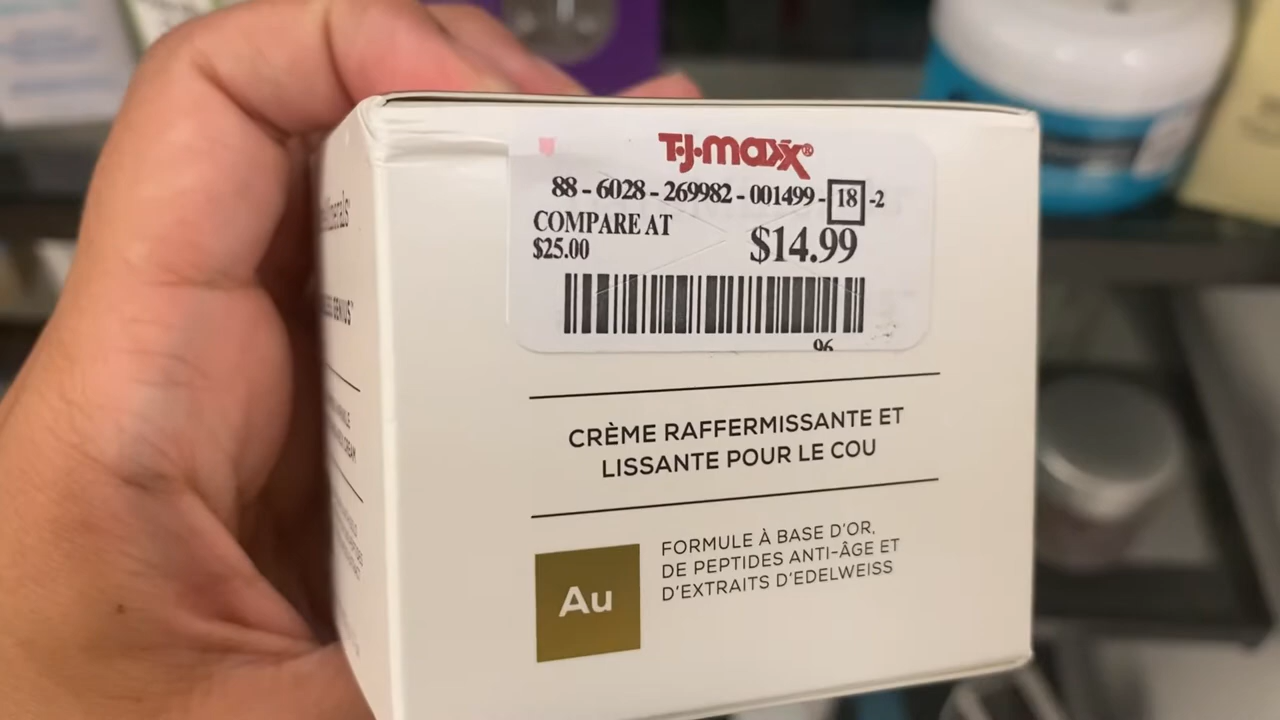 T·J·maxx®
88 - 6028 - 269982 - 001499 - 18 -2
COMPARE AT
$25.00
$14.99
96
CRÈME RAFFERMISSANTE ET
LISSANTE POUR LE COU
Au
FORMULE À BASE D'OR,
DE PEPTIDES ANTI-ÂGE ET
D'EXTRAITS D'EDELWEISS